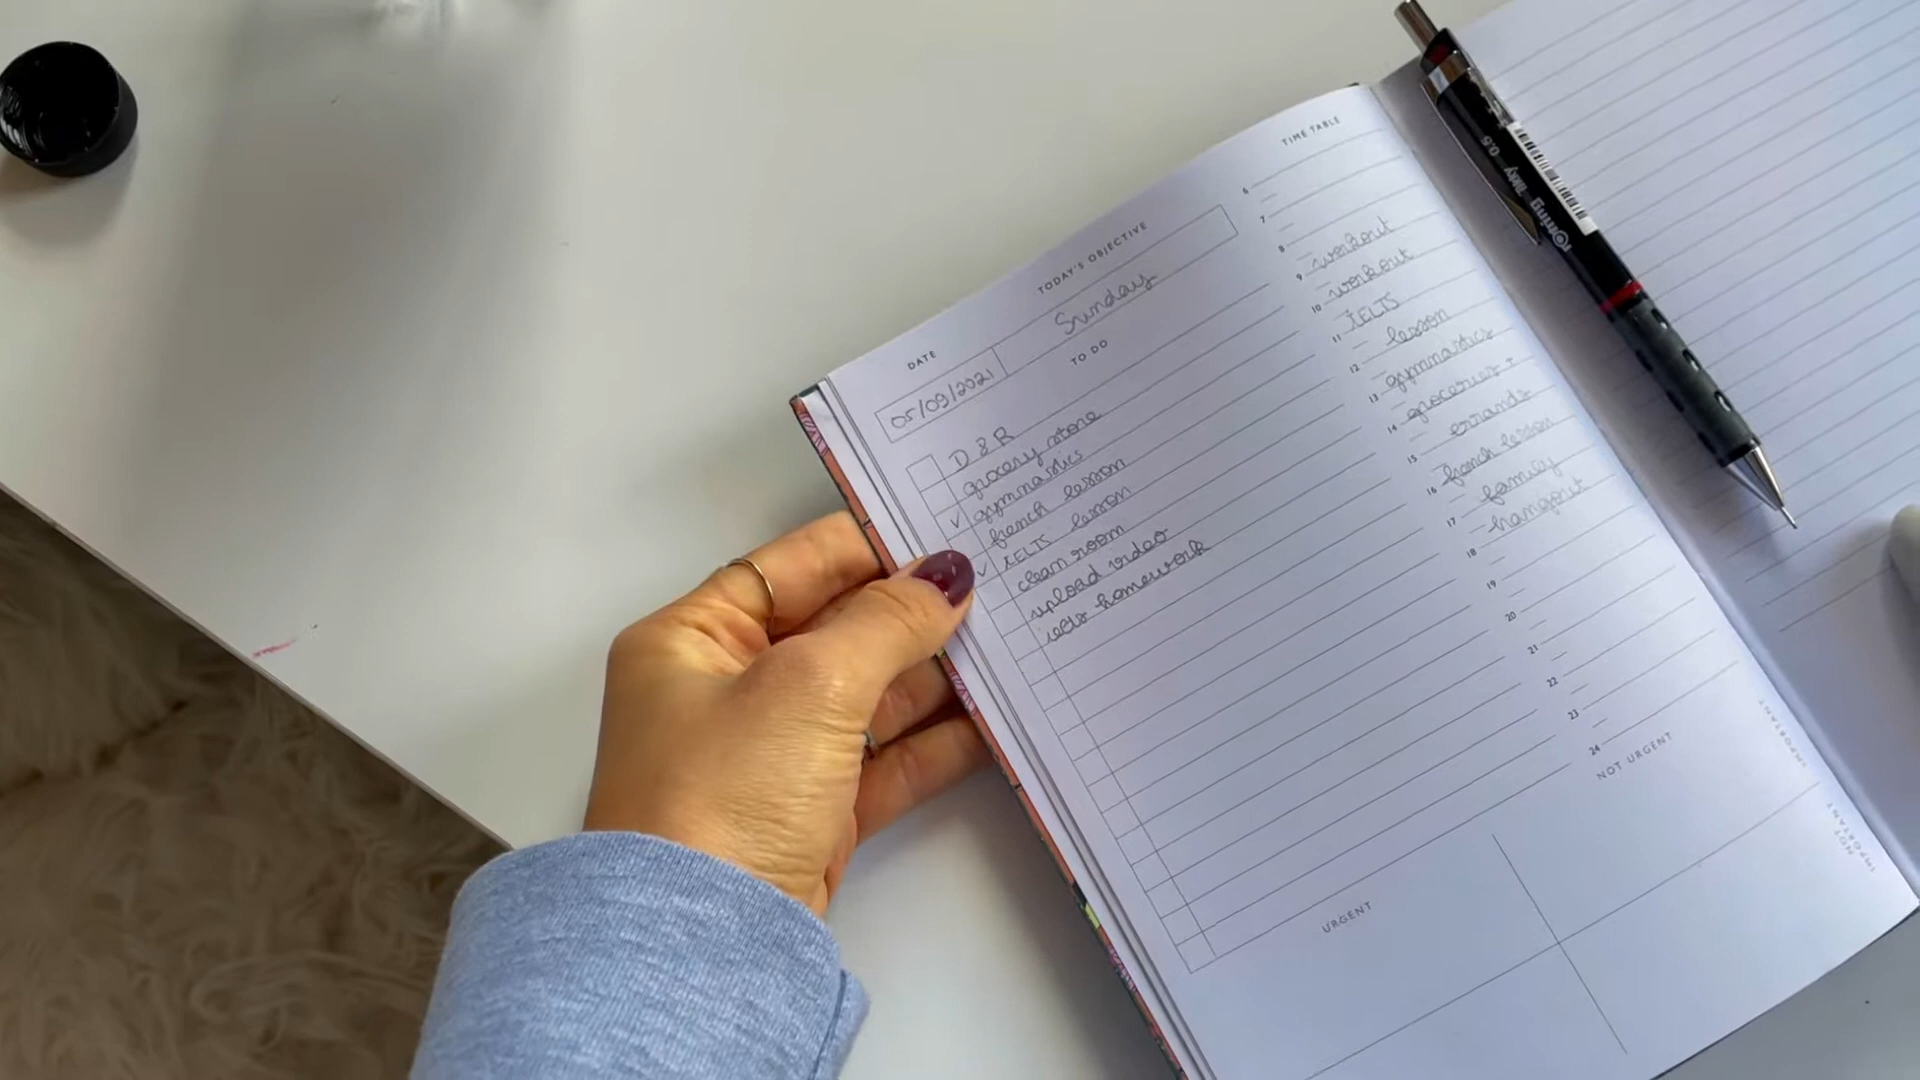 DATE
TODAY'S OBJECTIVE
05/09/2021
Sunday
TO DO
D & R
grocery store
✓ gymnastics
french lesson
✓ IELTS lesson
clean room
upload video
ielts homework
TIME TABLE
6
7
8
workout
9
workout
10
IELTS
11
lesson
12
gymnastics
13
groceries +
14
errands
15
french lesson
16
family
17
hangout
18
19
20
21
22
23
24
URGENT
NOT URGENT
IMPORTANT
NOT IMPORTANT
rotring Tikky 0.5